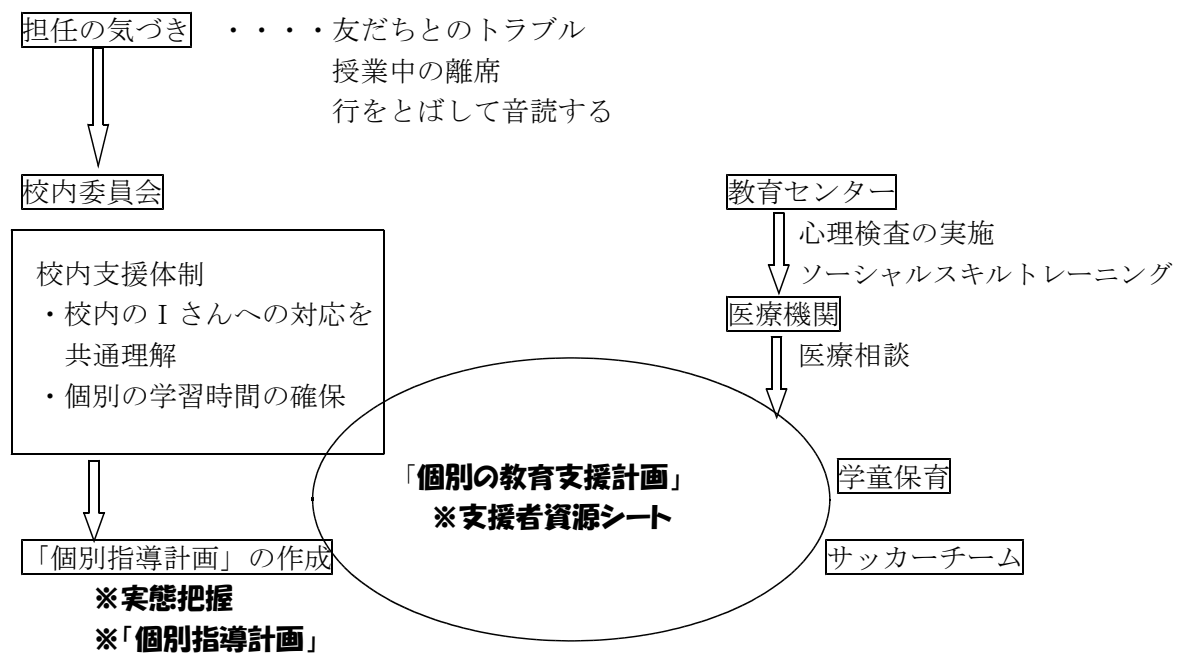 担任の気づき ・・・・友だちとのトラブル
授業中の離席
行をとばして音読する
校内委員会
校内支援体制
・校内のIさんへの対応を
共通理解
・個別の学習時間の確保
「個別指導計画」の作成
※実態把握
※「個別指導計画」
「個別の教育支援計画」
※支援者資源シート
教育センター
心理検査の実施
ソーシャルスキルトレーニング
医療機関
医療相談
学童保育
サッカーチーム